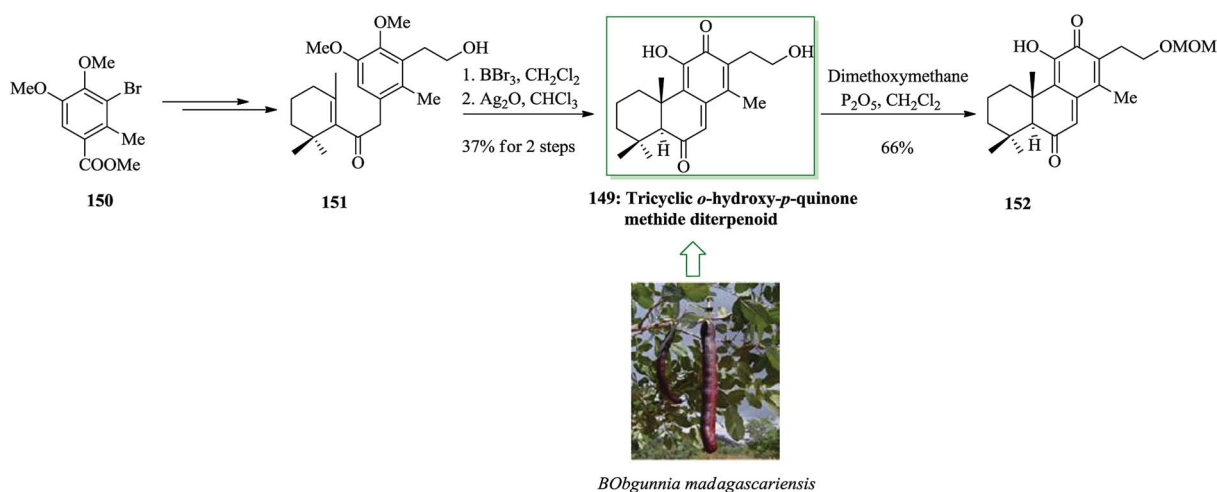 OMe
MeO
OMe
MeO
Br
Me
COOMe
150
OH
Me
O
151
1. BBr₃, CH₂Cl₂
2. Ag₂O, CHCl₃
37% for 2 steps
O
HO
OH
Me
H
O
149: Tricyclic o-hydroxy-p-quinone
methide diterpenoid
Dimethoxymethane
P₂O₅, CH₂Cl₂
66%
O
HO
OMOM
Me
H
O
152
BObgunnia madagascariensis